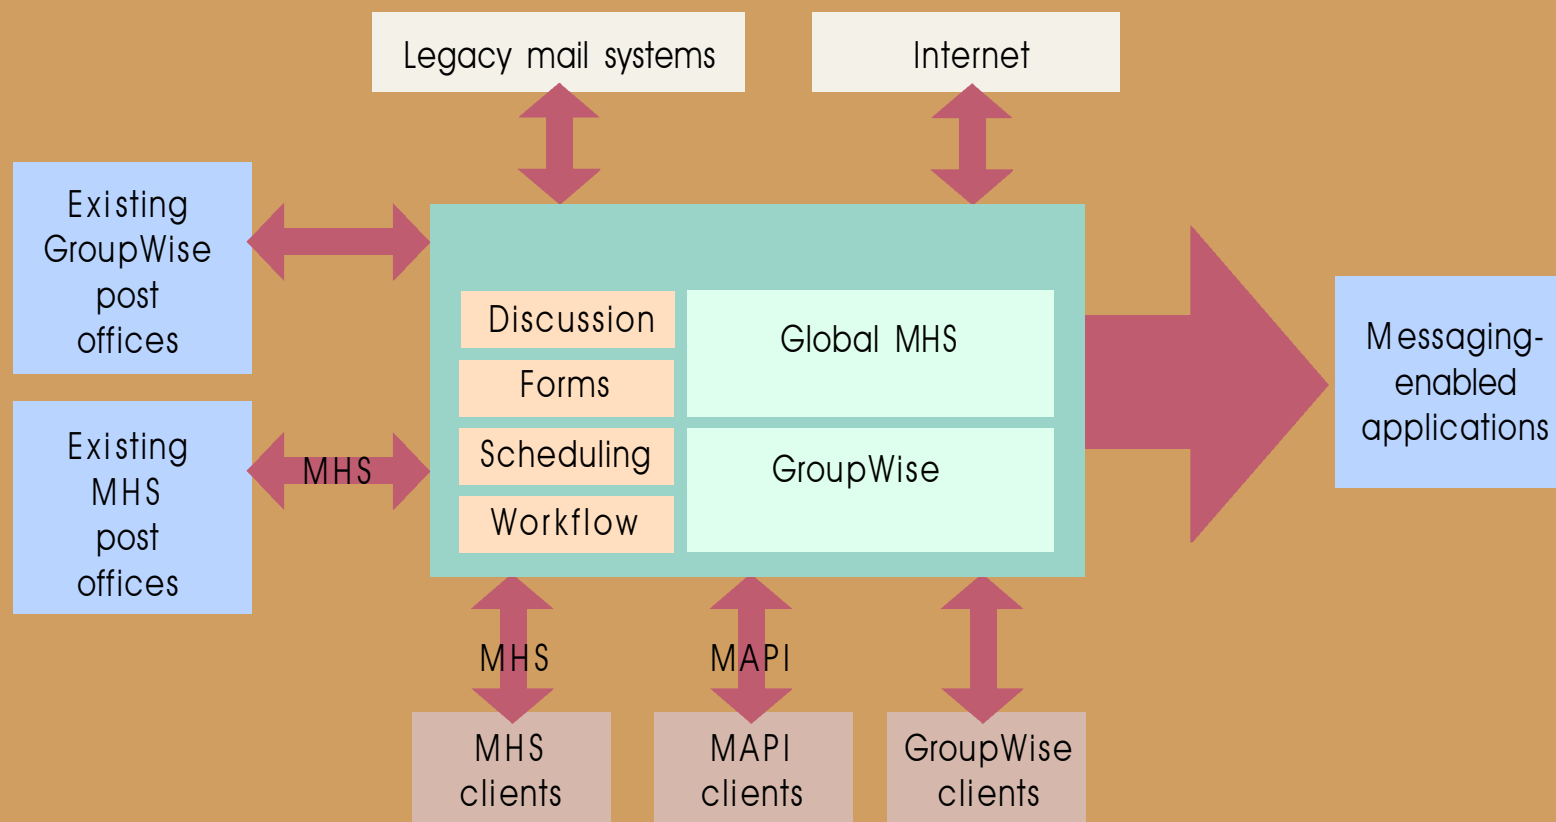 Legacy mail systems
Internet
Existing
GroupWise
post
offices
Existing
MHS
post
offices
MHS
Discussion
Forms
Scheduling
Workflow
Global MHS
GroupWise
Messaging-
enabled
applications
MHS
MAPI
MHS
clients
MAPI
clients
GroupWise
clients